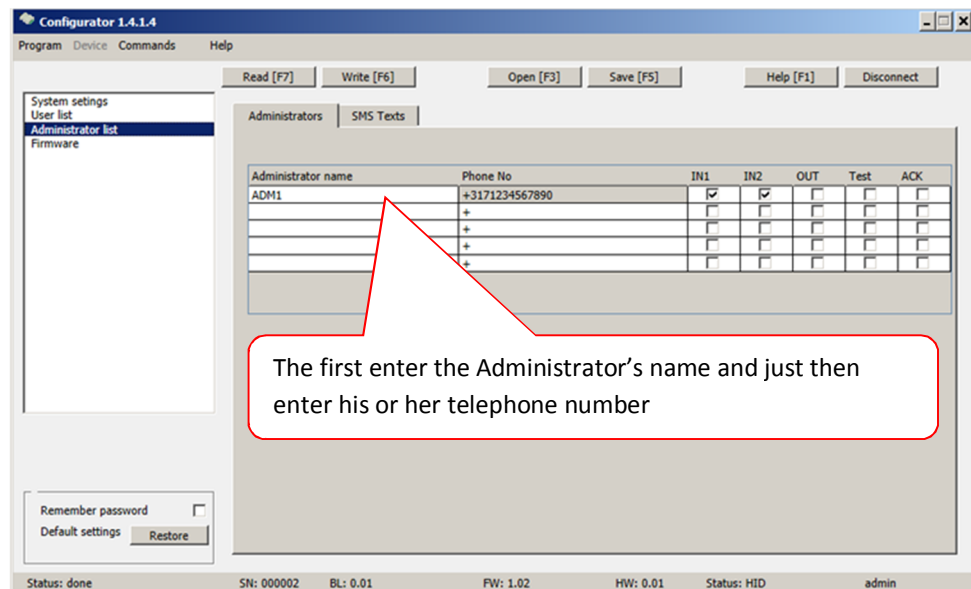 Configurator 1.4.1.4
Program Device Commands Help
Read [F7] Write [F6] Open [F3] Save [F5] Help [F1] Disconnect
System setings
User list
Administrator list
Firmware
Administrators SMS Texts
Administrator name Phone No IN1 IN2 OUT Test ACK
ADM1 +3171234567890
+
+
+
+
The first enter the Administrator’s name and just then
enter his or her telephone number
Remember password
Default settings Restore
Status: done SN: 000002 BL: 0.01 FW: 1.02 HW: 0.01 Status: HID admin